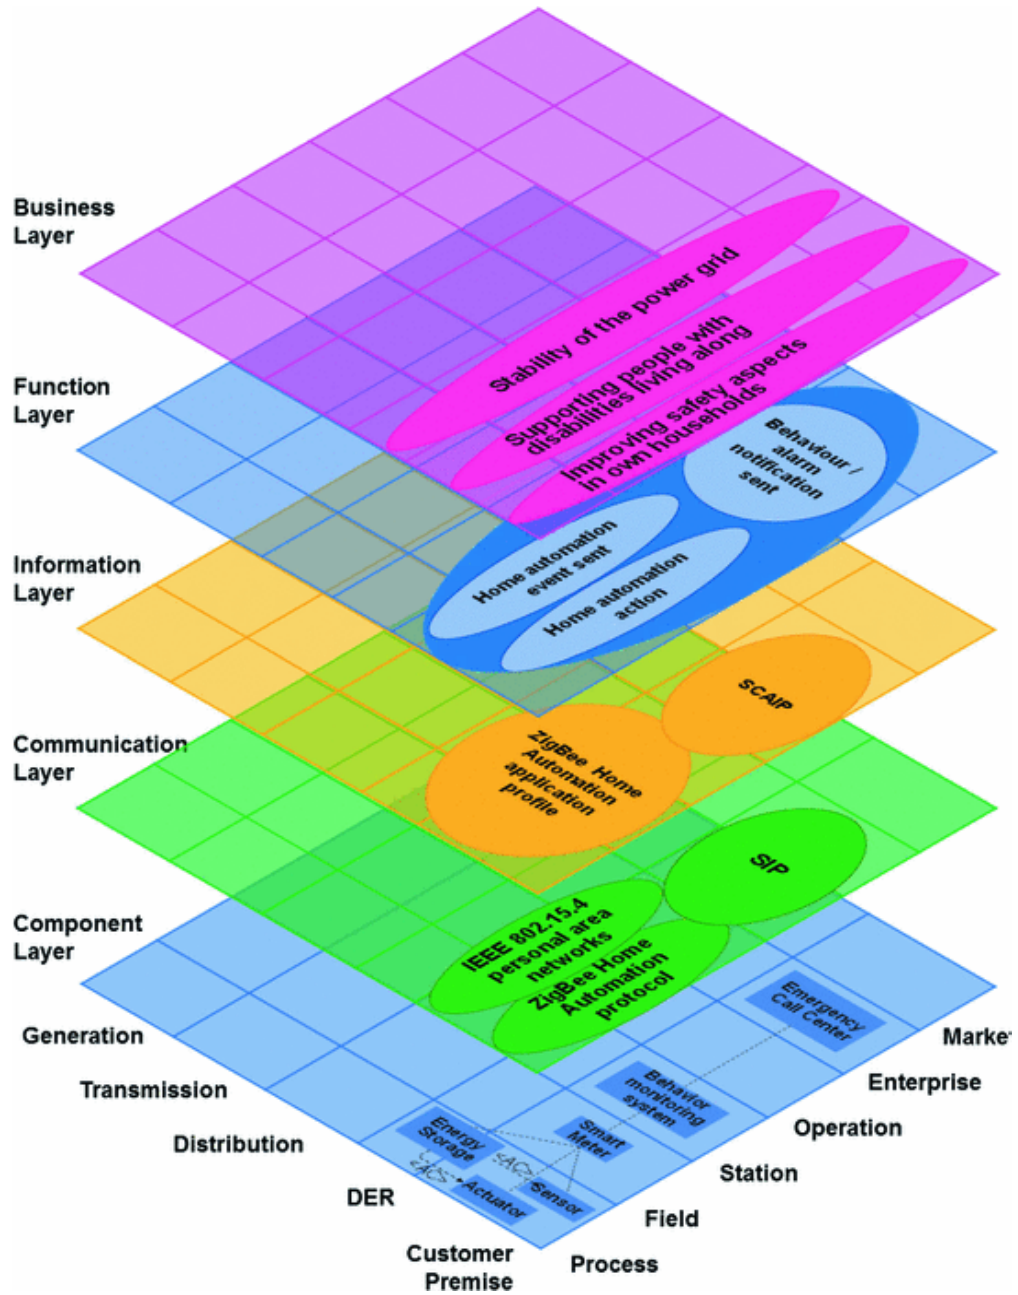 Business
Layer
Stability of the power grid
Supporting people with
disabilities living along
Improving safety aspects
in own households
Function
Layer
Behaviour /
alarm
notification
sent
Home automation
event sent
Home automation
action
Information
Layer
SCAIP
ZigBee Home
Automation
application
profile
Communication
Layer
SIP
IEEE 802.15.4
personal area
networks
ZigBee Home
Automation
protocol
Component
Layer
Emergency
Call Center
Behavior
monitoring
system
Smart
Meter
Energy
Storage
<AC>
<AC>
Actuator
Sensor
Generation
Transmission
Distribution
DER
Customer
Premise
Process
Field
Station
Operation
Enterprise
Marke